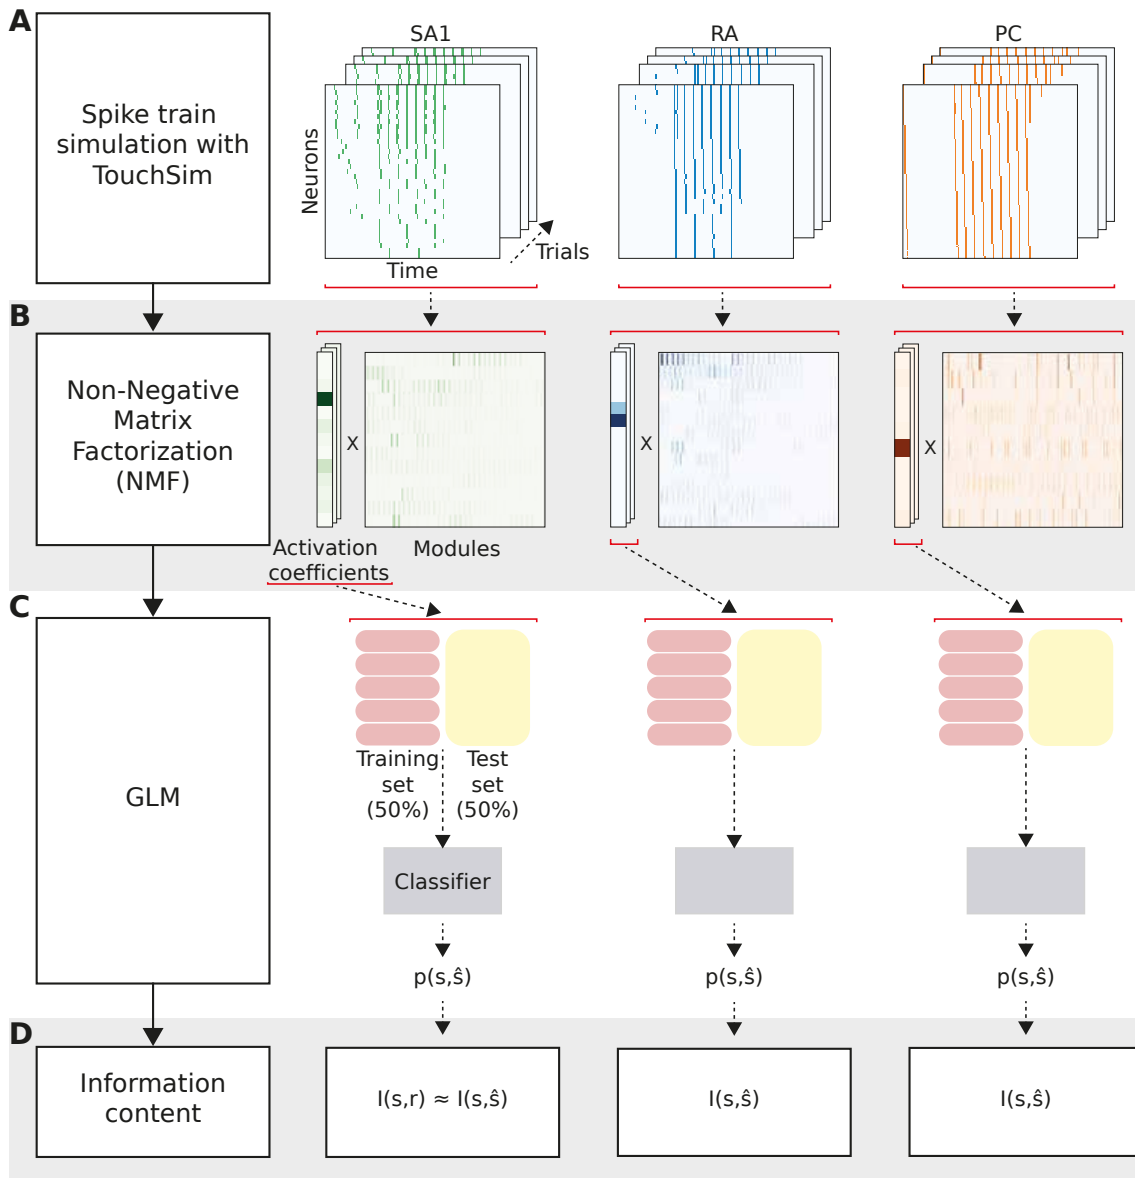 A
Spike train
simulation with
TouchSim
SA1
RA
PC
Neurons
Time
Trials
B
Non-Negative
Matrix
Factorization
(NMF)
X
X
X
Activation
coefficients
Modules
C
GLM
Training
set
(50%)
Test
set
(50%)
Classifier
p(s,ŝ)
p(s,ŝ)
p(s,ŝ)
D
Information
content
I(s,r) ≈ I(s,ŝ)
I(s,ŝ)
I(s,ŝ)